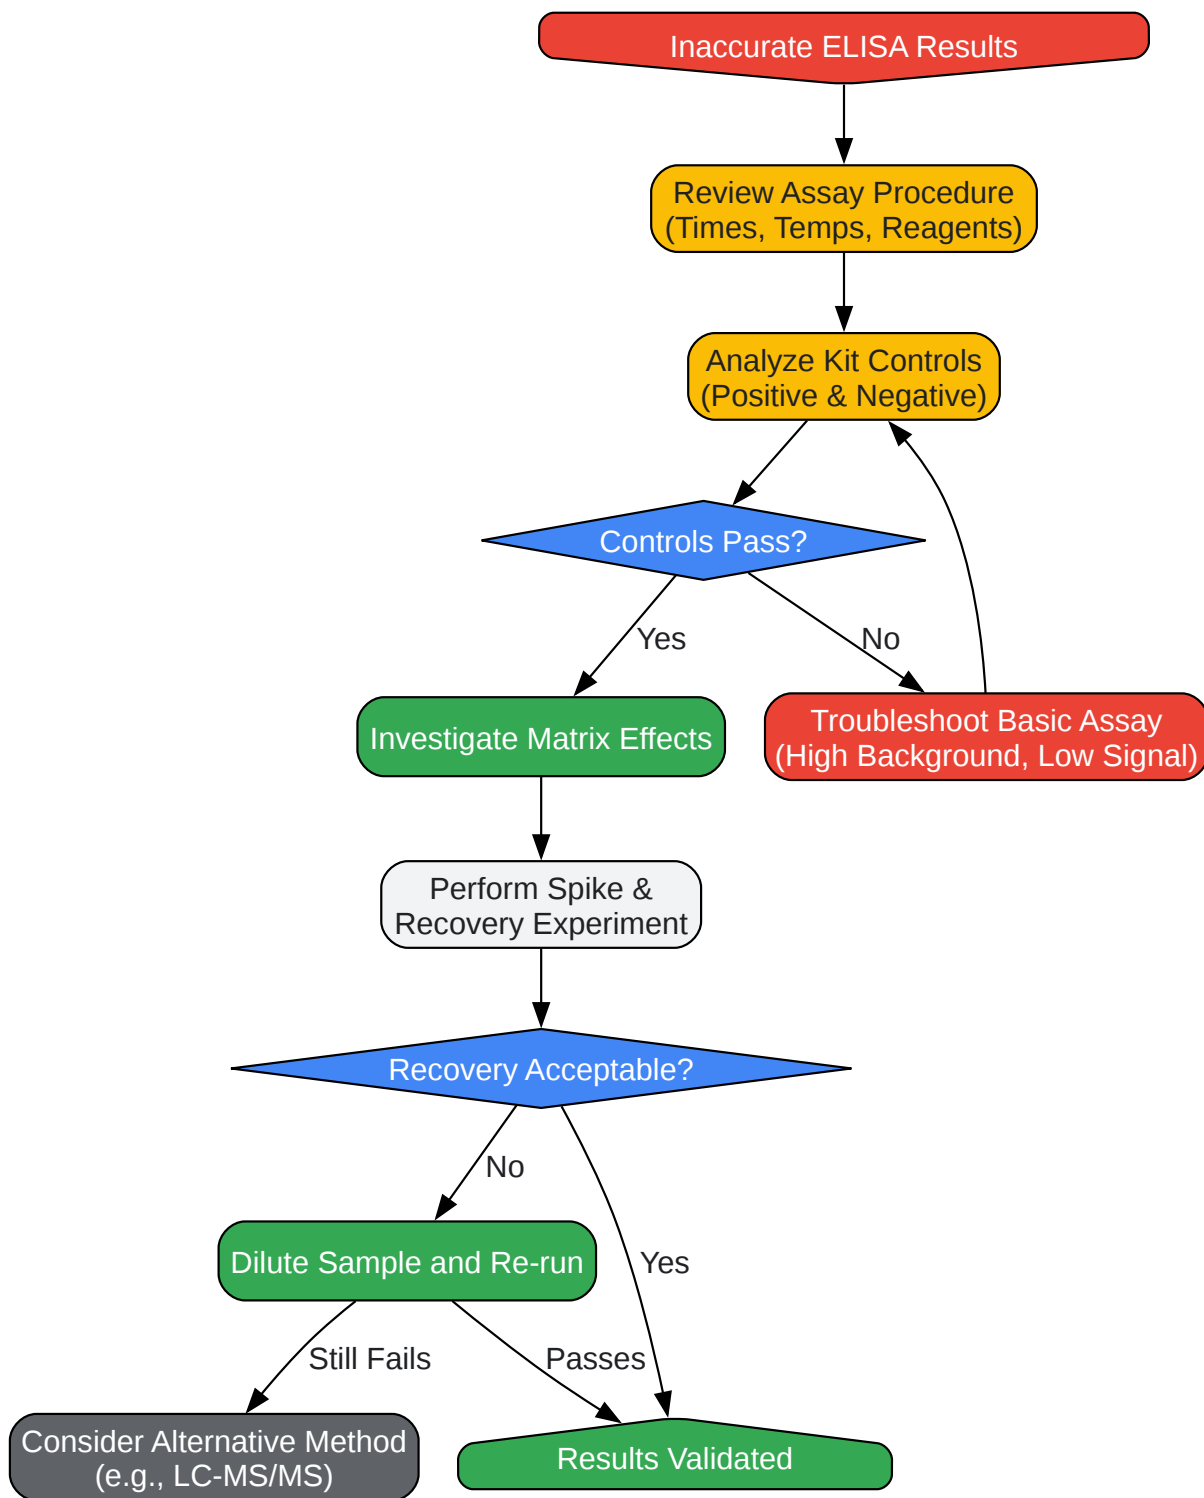 Inaccurate ELISA Results
Review Assay Procedure
(Times, Temps, Reagents)
Analyze Kit Controls
(Positive & Negative)
Controls Pass?
Yes
No
Investigate Matrix Effects
Troubleshoot Basic Assay
(High Background, Low Signal)
Perform Spike &
Recovery Experiment
Recovery Acceptable?
No
Dilute Sample and Re-run
Yes
Still Fails
Passes
Consider Alternative Method
(e.g., LC-MS/MS)
Results Validated